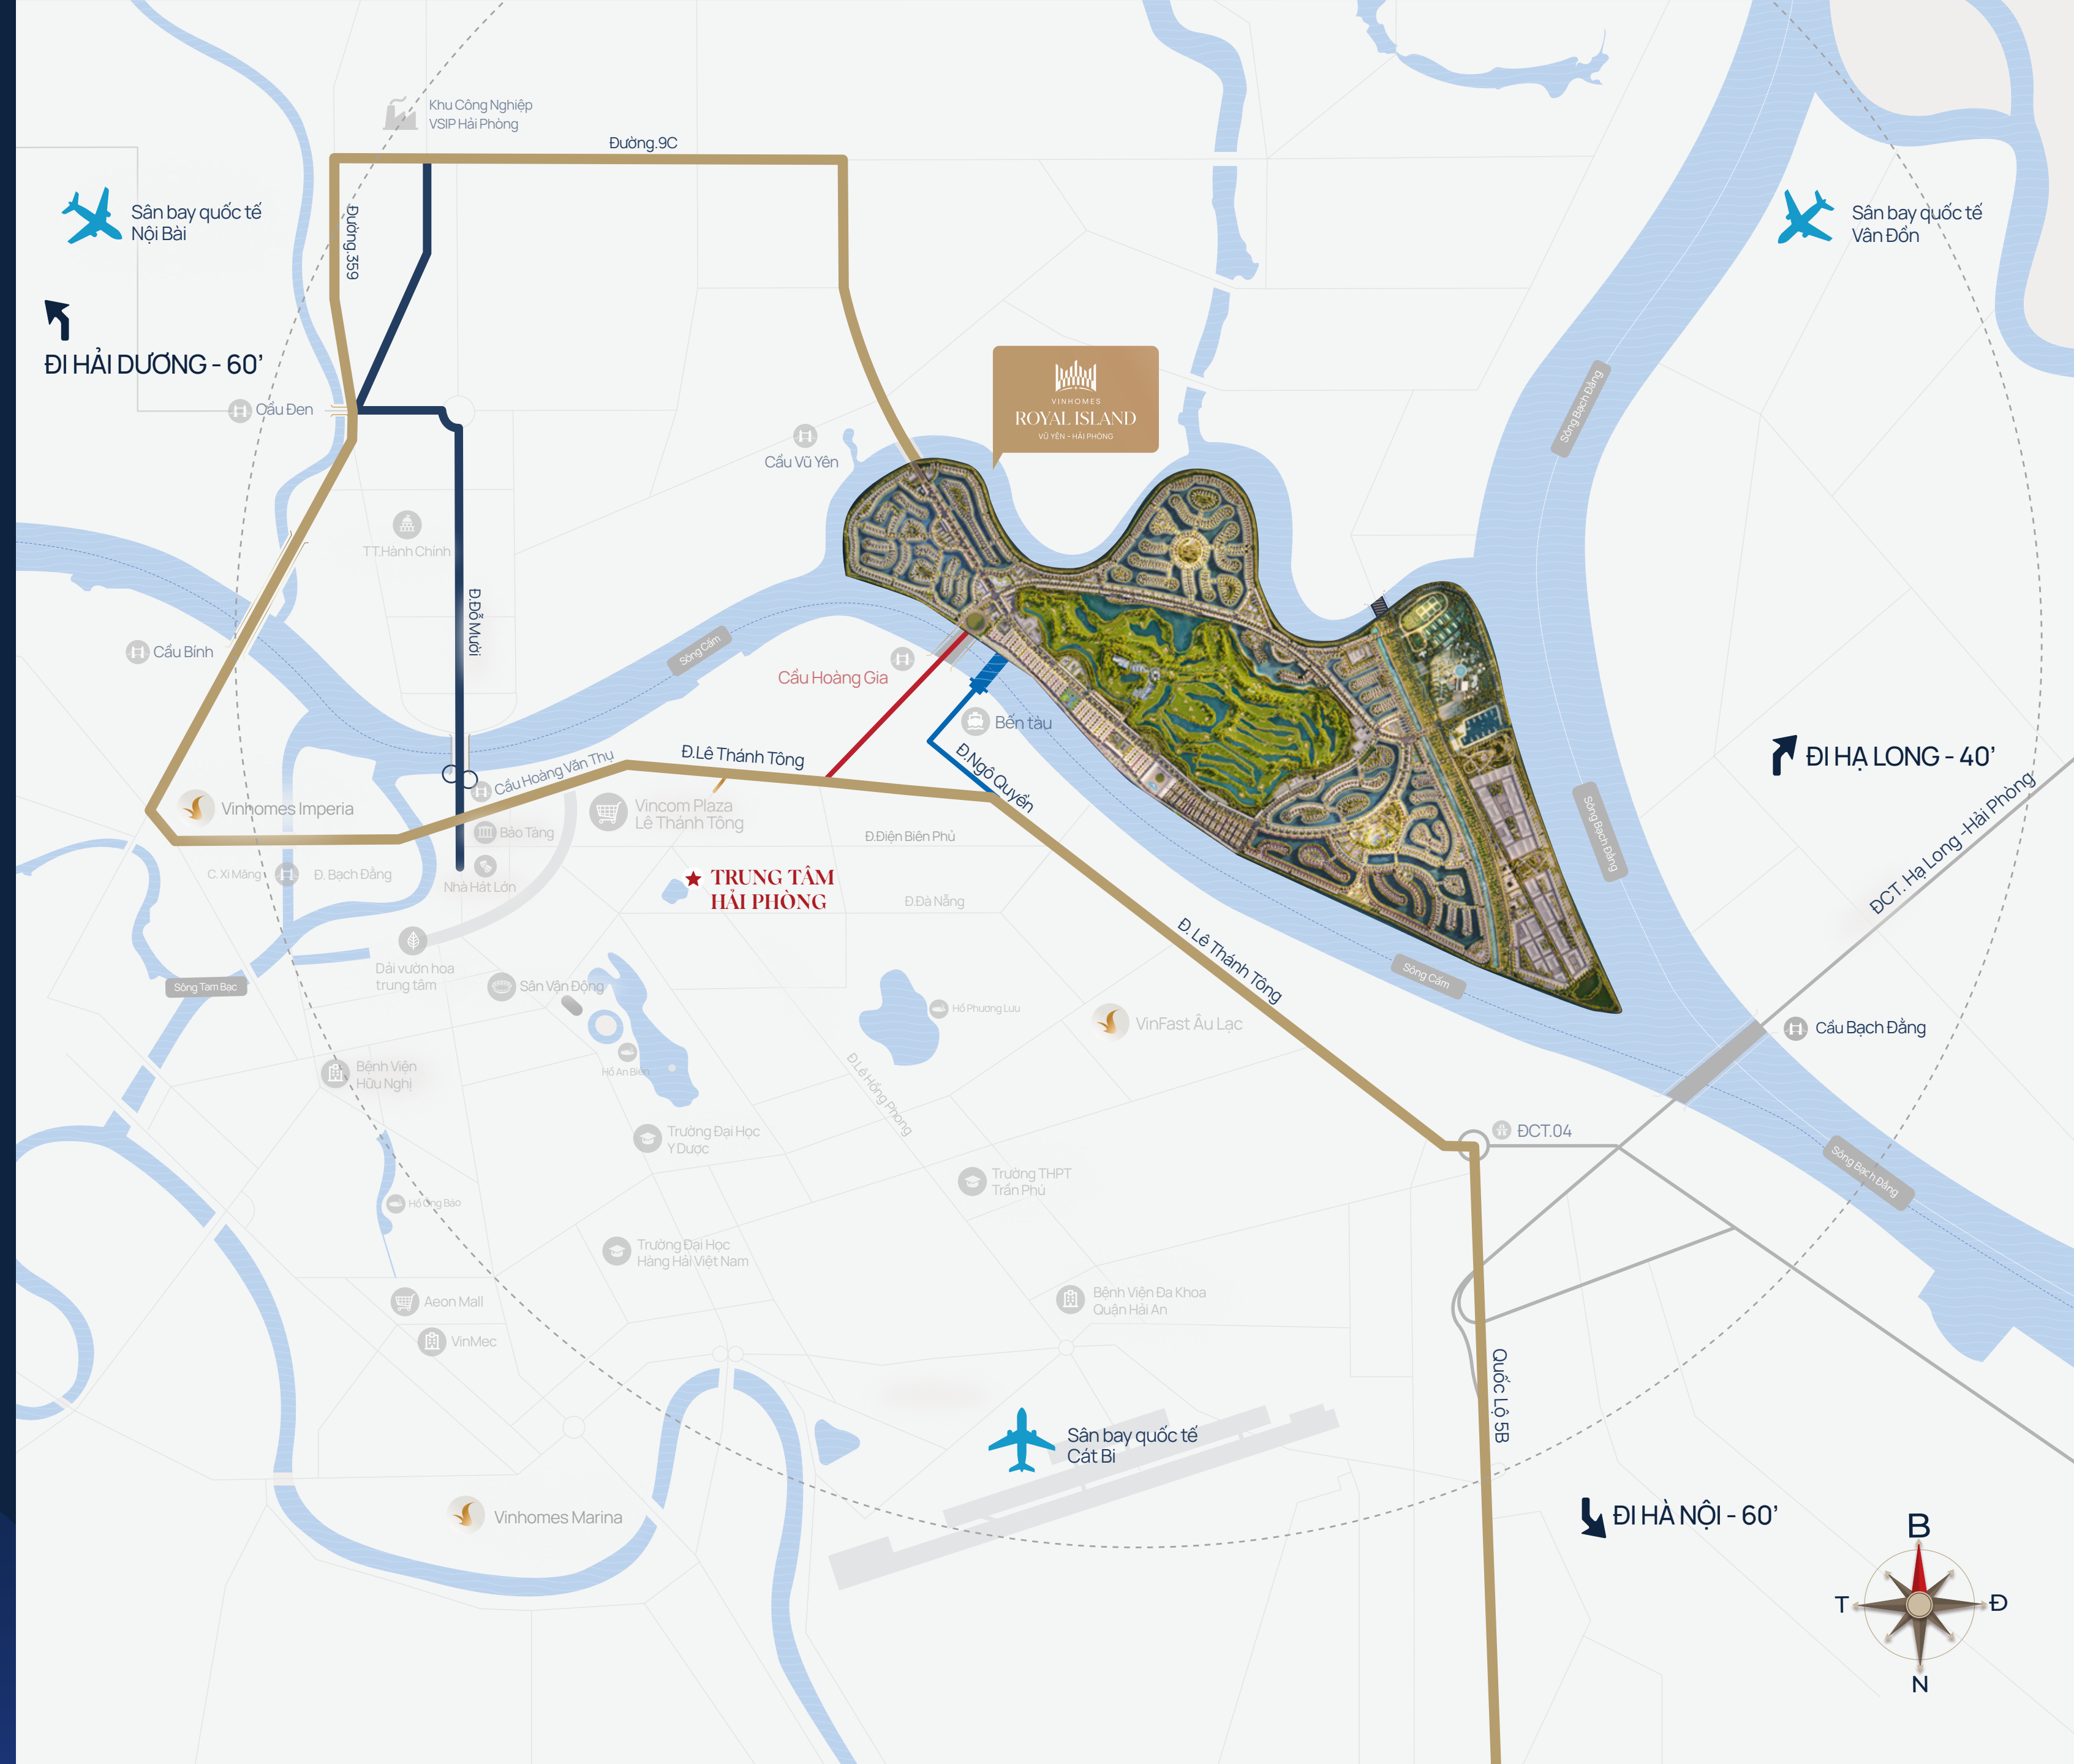 Khu Công Nghiệp
VSIP Hải Phòng
Đường.9C
Sân bay quốc tế
Nội Bài
Đường.359
Sân bay quốc tế
Vân Đồn
ĐI HẢI DƯƠNG - 60’
VINHOMES
ROYAL ISLAND
VŨ YÊN - HẢI PHÒNG
Sông Bạch Đằng
Cầu Đen
Cầu Vũ Yên
TT.Hành Chính
Đ.Đỗ Mười
Cầu Bính
Sông Cấm
Cầu Hoàng Gia
Bến tàu
Đ.Ngô Quyền
Đ.Lê Thánh Tông
Cầu Hoàng Văn Thụ
ĐI HẠ LONG - 40’
Vinhomes Imperia
Vincom Plaza
Lê Thánh Tông
Bảo Tàng
Đ.Điện Biên Phủ
Sông Bạch Đằng
ĐCT. Hạ Long -Hải Phòng
C. Xi Măng
Đ. Bạch Đằng
Nhà Hát Lớn
TRUNG TÂM
HẢI PHÒNG
Đ.Đà Nẵng
Đ. Lê Thánh Tông
Dải vườn hoa
trung tâm
Sông Tam Bạc
Sân Vận Động
Sông Cấm
Hồ Phương Lưu
VinFast Âu Lạc
Cầu Bạch Đằng
Hồ An Biên
Bệnh Viện
Hữu Nghị
Đ.Lê Hồng Phong
Trường Đại Học
Y Dược
ĐCT.04
Sông Bạch Đằng
Trường THPT
Trần Phú
Hồ Ông Báo
Trường Đại Học
Hàng Hải Việt Nam
Aeon Mall
Bệnh Viện Đa Khoa
Quận Hải An
VinMec
Quốc Lộ 5B
Sân bay quốc tế
Cát Bi
Vinhomes Marina
ĐI HÀ NỘI - 60’
B
T
Đ
N